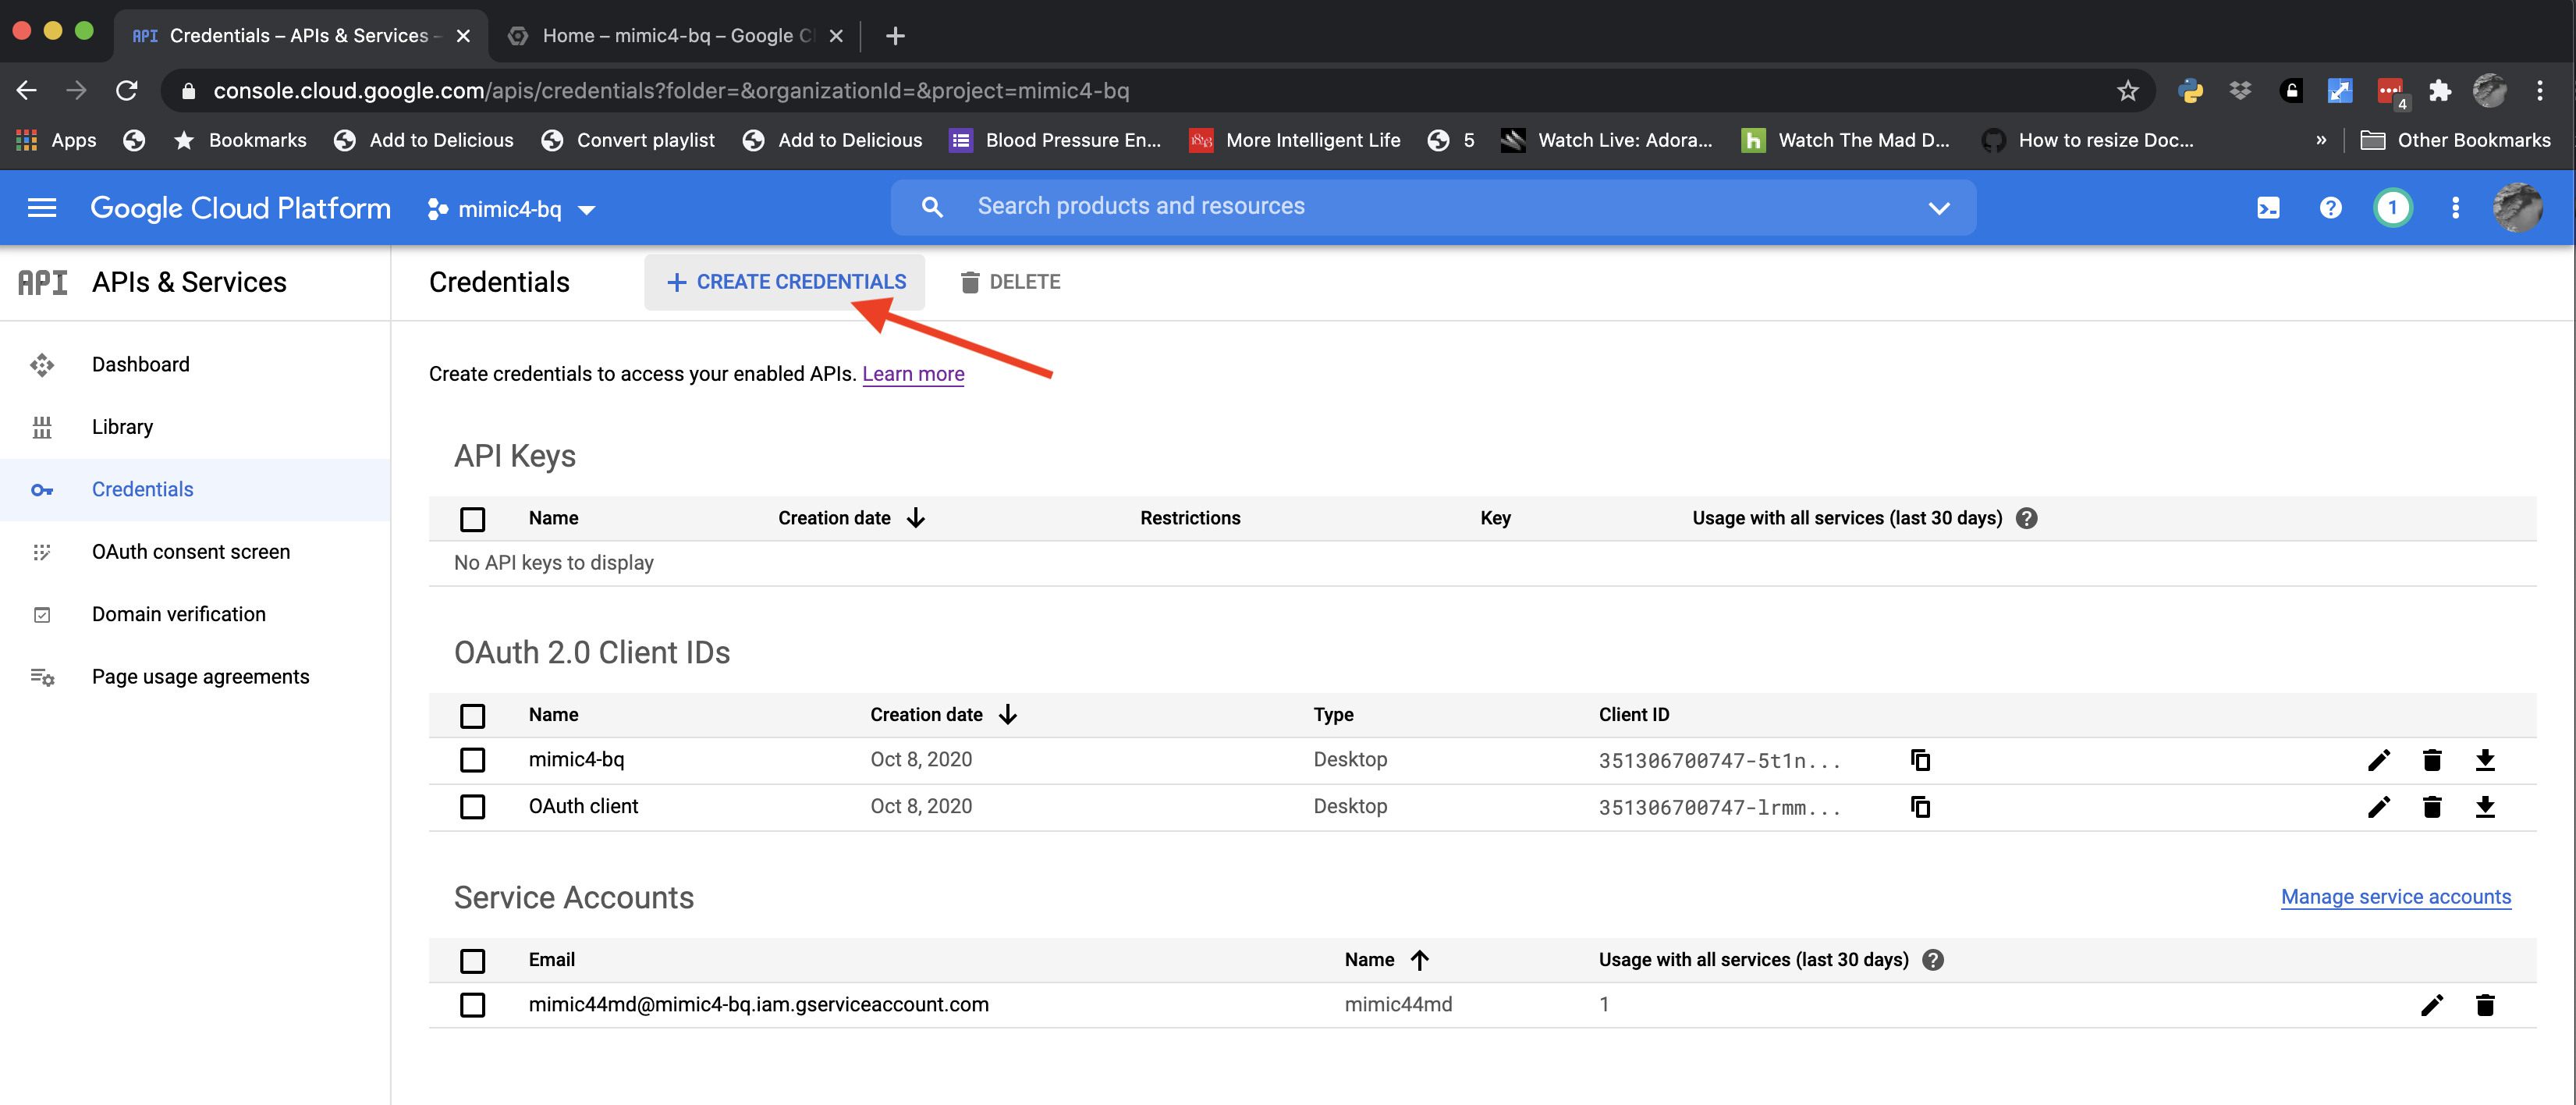 API Credentials – APIs & Services –
Home – mimic4-bq – Google C
console.cloud.google.com/apis/credentials?folder=&organizationId=&project=mimic4-bq
4
Apps Bookmarks Add to Delicious Convert playlist Add to Delicious Blood Pressure En... More Intelligent Life 5 Watch Live: Adora... h Watch The Mad D... How to resize Doc... » Other Bookmarks
Google Cloud Platform mimic4-bq Search products and resources 1
API APIs & Services
Credentials + CREATE CREDENTIALS DELETE
Dashboard
Library
Credentials
OAuth consent screen
Domain verification
Page usage agreements
Create credentials to access your enabled APIs. Learn more
API Keys
Name Creation date Restrictions Key Usage with all services (last 30 days)
No API keys to display
OAuth 2.0 Client IDs
Name Creation date Type Client ID
mimic4-bq Oct 8, 2020 Desktop 351306700747-5t1n...
OAuth client Oct 8, 2020 Desktop 351306700747-lrmm...
Service Accounts Manage service accounts
Email Name Usage with all services (last 30 days)
mimic44md@mimic4-bq.iam.gserviceaccount.com mimic44md 1